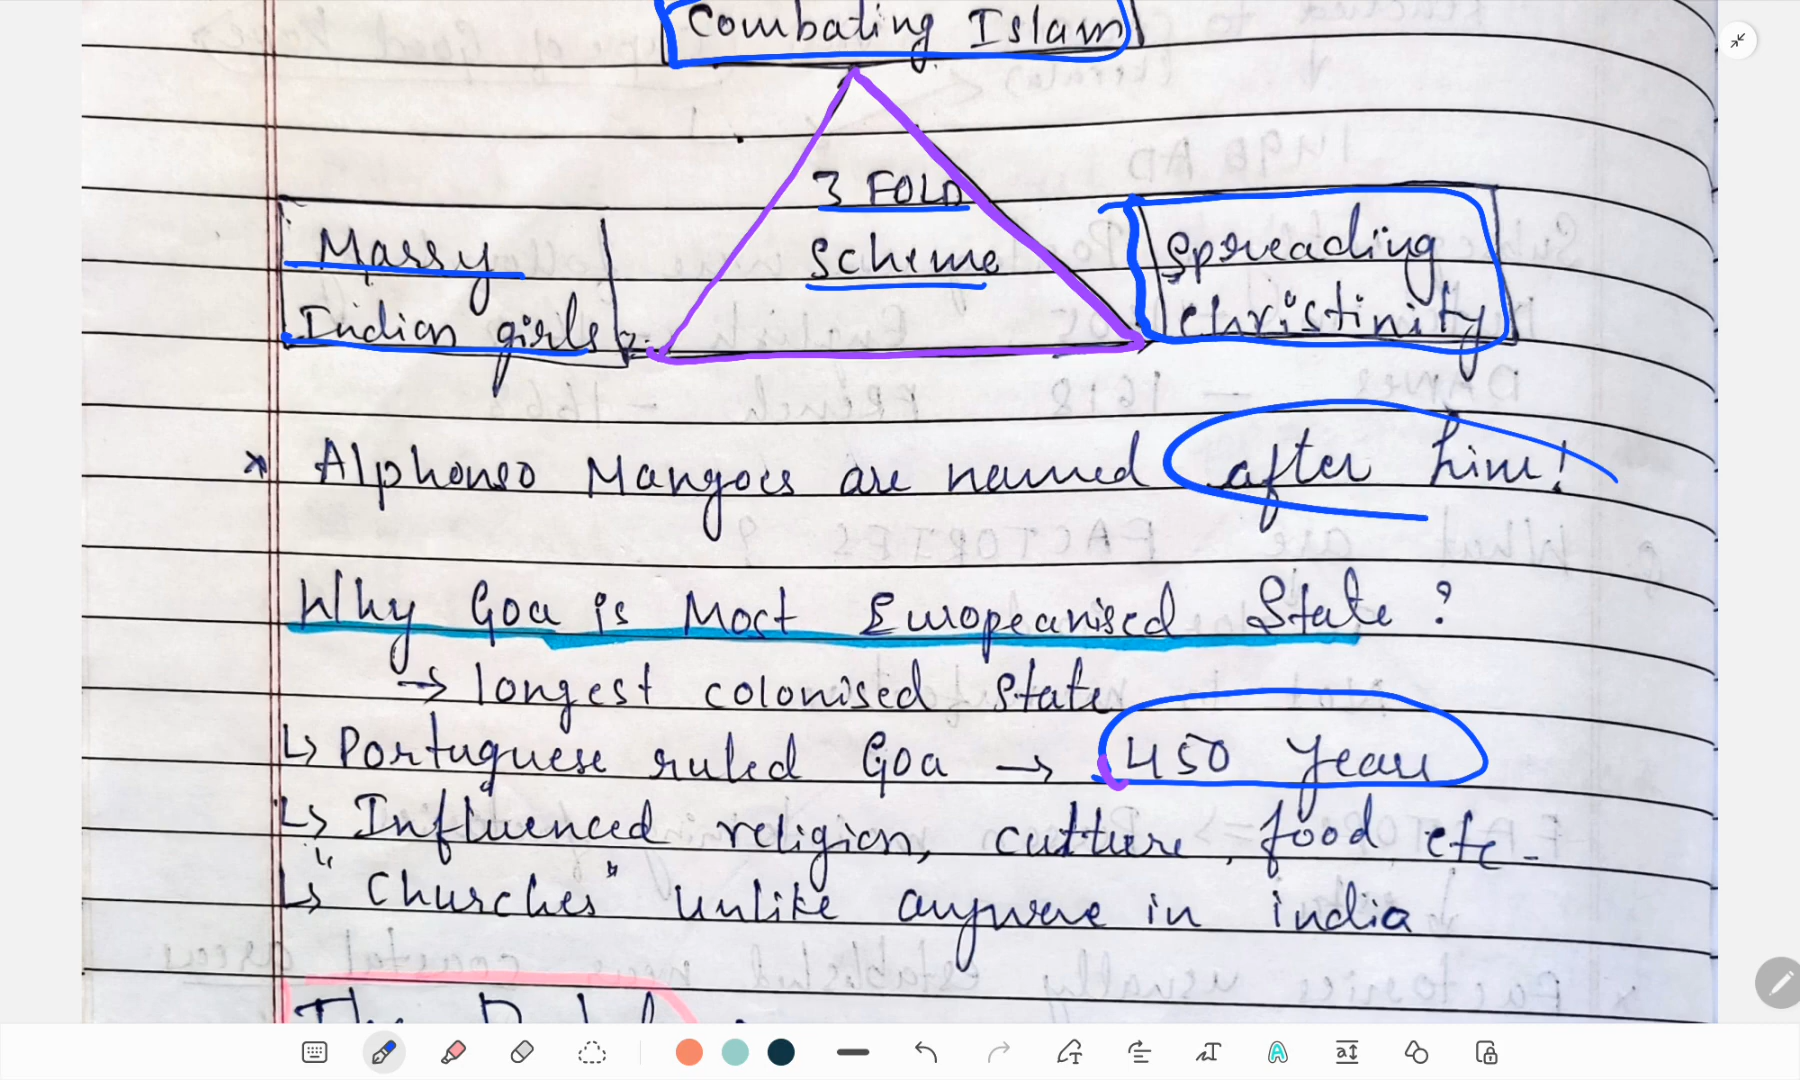 Combating Islam
3 FOLD
Scheme
Marry
Indian girls
Spreading
Christinity
* Alphonso Mangoes are named after him!
Why Goa is Most Europeanised State?
→ longest colonised state
↳ Portuguese ruled Goa → 450 years
↳ Influenced religion, culture, food etc.
↳ "Churches" unlike anywere in india
The